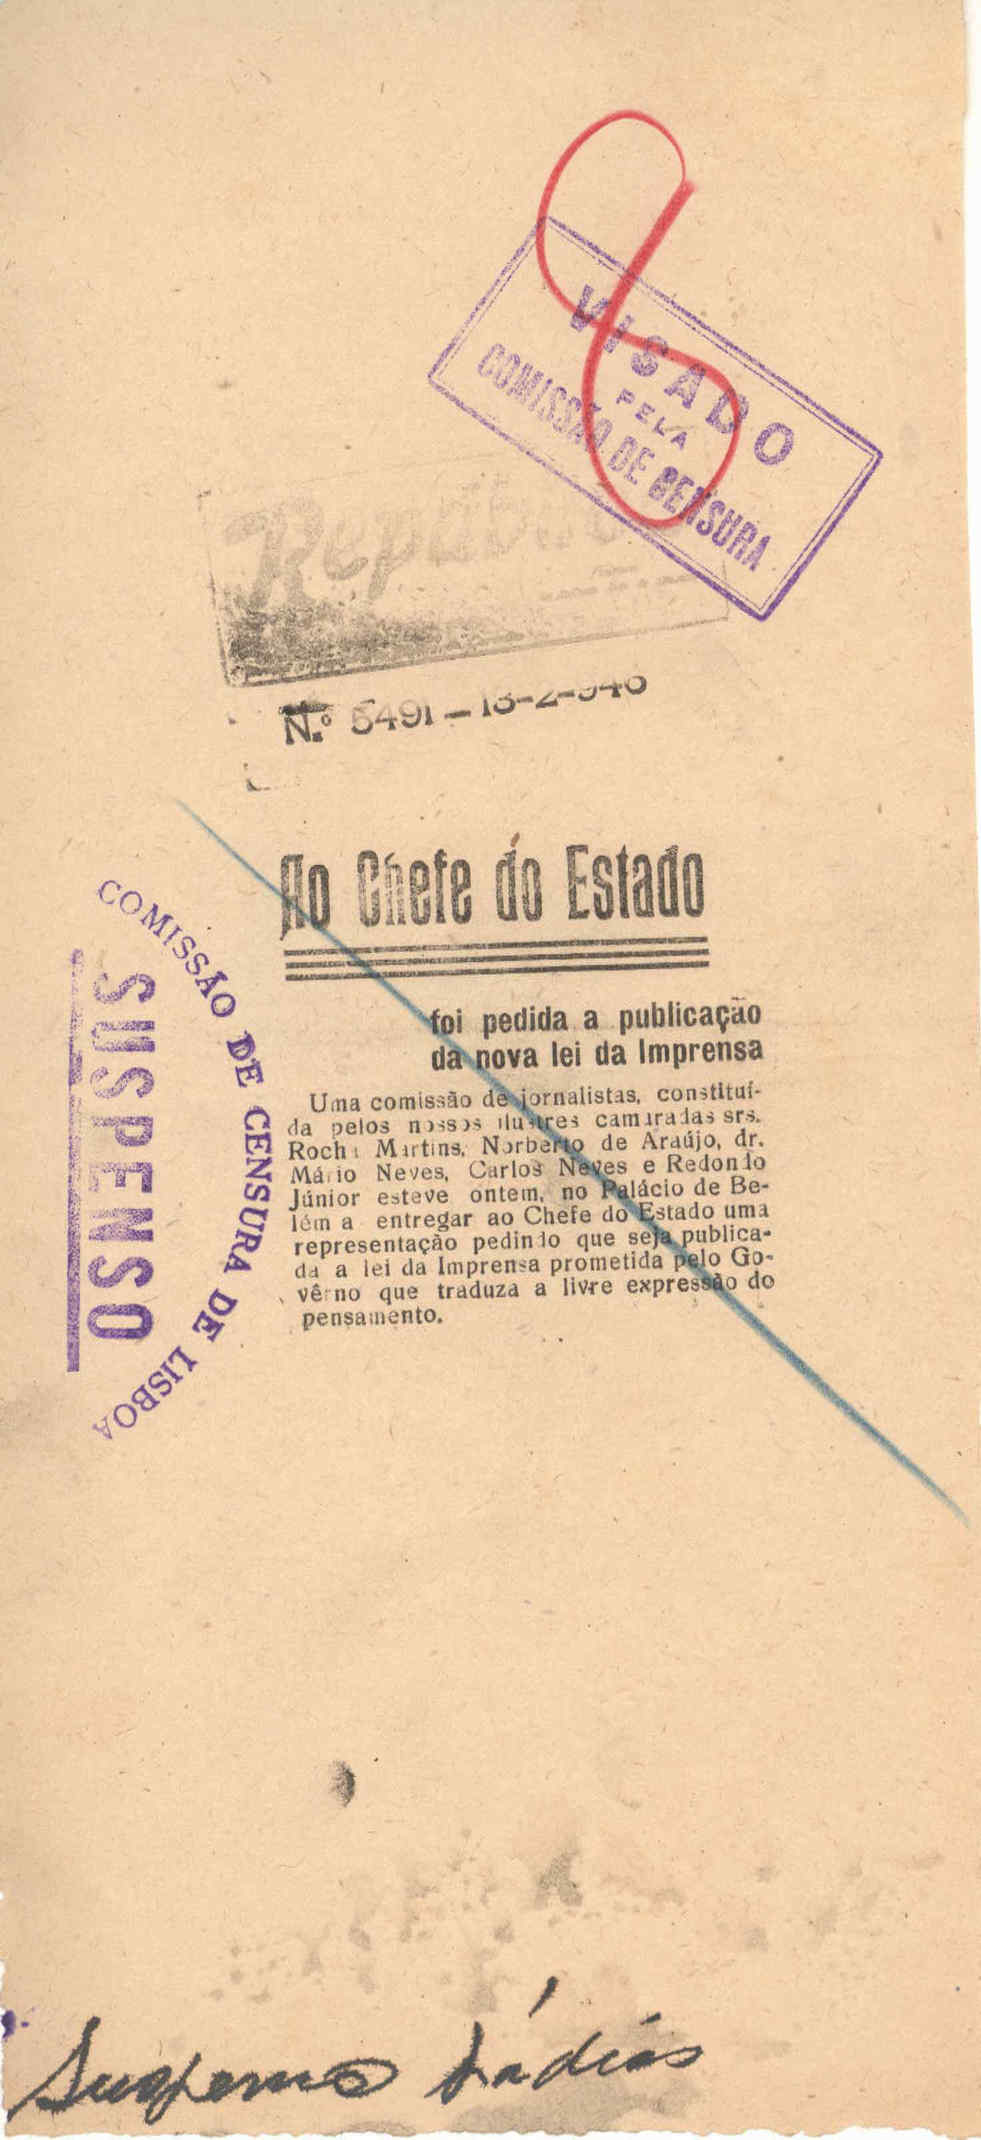 VISADO
PELA
COMISSÃO DE CENSURA
República
N.º 5491 — 13-2-946
Ao Chefe do Estado
foi pedida a publicação
da nova lei da Imprensa
Uma comissão de jornalistas, constituí-
da pelos nossos ilustres camaradas srs.
Rocha Martins, Norberto de Araújo, dr.
Mário Neves, Carlos Neves e Redondo
Júnior esteve ontem, no Palácio de Be-
lém a entregar ao Chefe do Estado uma
representação pedindo que seja publica-
da a lei da Imprensa prometida pelo Go-
vêrno que traduza a livre expressão do
pensamento.
COMISSÃO DE CENSURA DE LISBOA
SUSPENSO
Suspenso